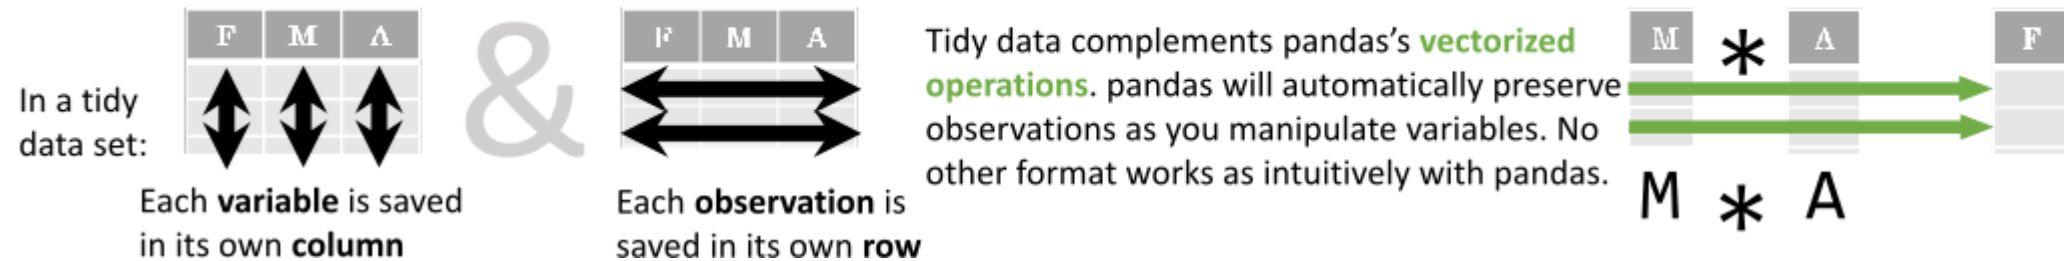 In a tidy
data set:
F M A
Each variable is saved
in its own column
&
F M A
Each observation is
saved in its own row
Tidy data complements pandas's vectorized
operations. pandas will automatically preserve
observations as you manipulate variables. No
other format works as intuitively with pandas.
M * A F
M * A